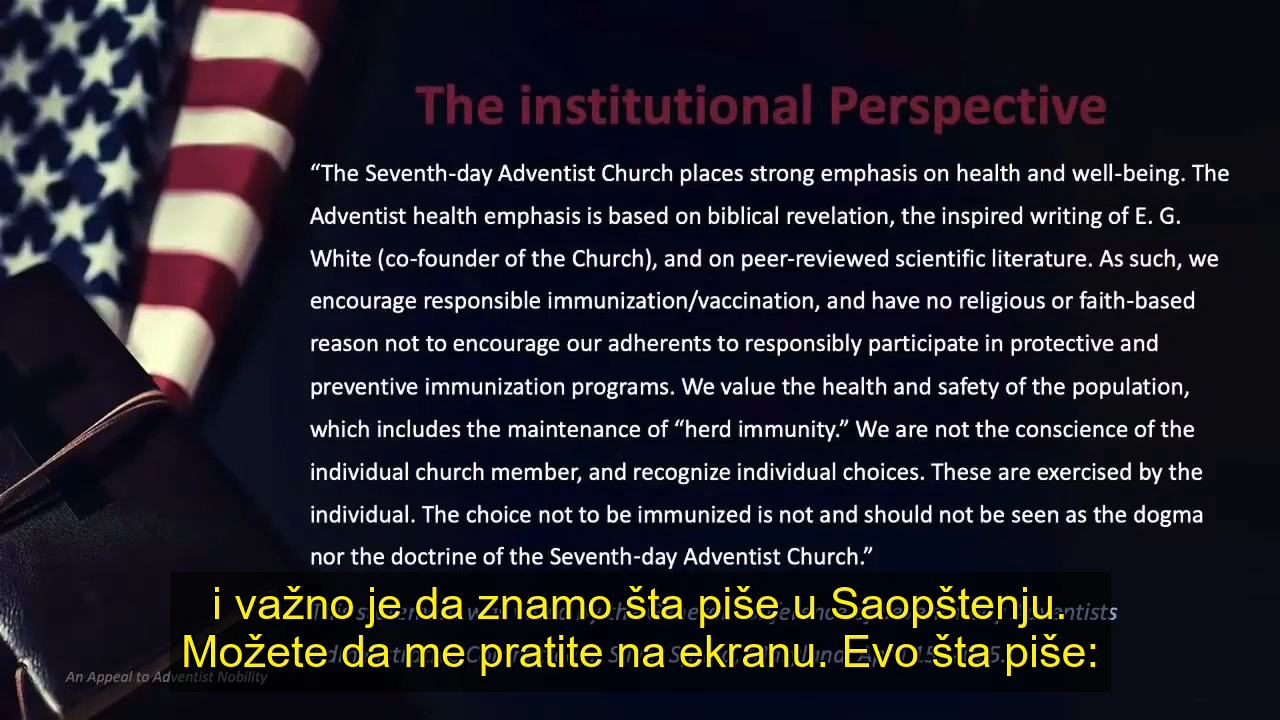 The institutional Perspective
“The Seventh-day Adventist Church places strong emphasis on health and well-being. The
Adventist health emphasis is based on biblical revelation, the inspired writing of E. G.
White (co-founder of the Church), and on peer-reviewed scientific literature. As such, we
encourage responsible immunization/vaccination, and have no religious or faith-based
reason not to encourage our adherents to responsibly participate in protective and
preventive immunization programs. We value the health and safety of the population,
which includes the maintenance of “herd immunity.” We are not the conscience of the
individual church member, and recognize individual choices. These are exercised by the
individual. The choice not to be immunized is not and should not be seen as the dogma
nor the doctrine of the Seventh-day Adventist Church.”
i važno je da znamo šta piše u Saopštenju.
Možete da me pratite na ekranu. Evo šta piše:
An Appeal to Adventist Nobility